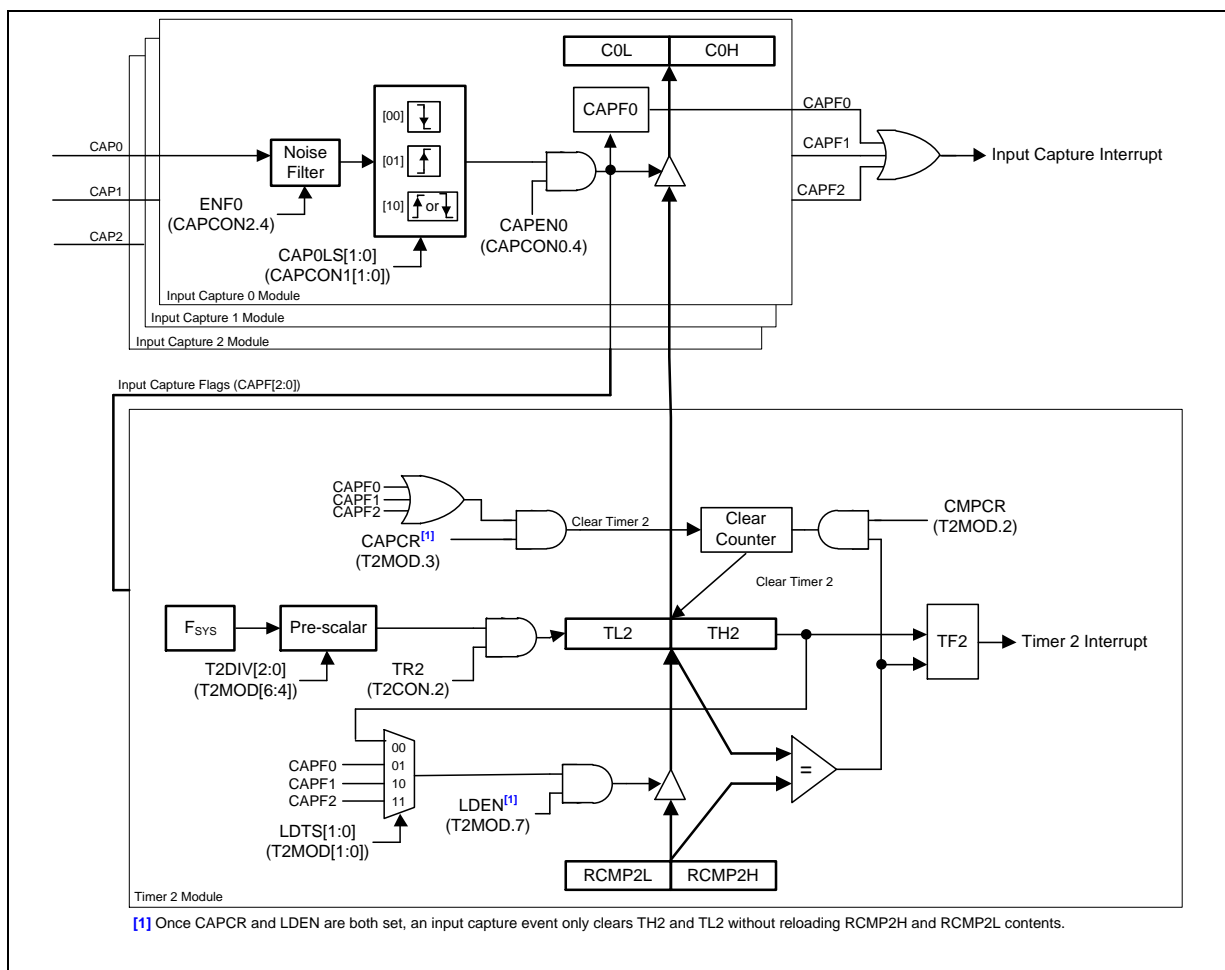 C0L C0H
CAPF0
CAPF0
CAPF1
CAPF2
Input Capture Interrupt
CAP0
CAP1
CAP2
Noise
Filter
[00]
[01]
[10] or
ENF0
(CAPCON2.4)
CAP0LS[1:0]
(CAPCON1[1:0])
CAPEN0
(CAPCON0.4)
Input Capture 0 Module
Input Capture 1 Module
Input Capture 2 Module
Input Capture Flags (CAPF[2:0])
CAPF0
CAPF1
CAPF2
CAPCR[1]
(T2MOD.3)
Clear Timer 2
Clear
Counter
CMPCR
(T2MOD.2)
Clear Timer 2
FSYS
Pre-scalar
T2DIV[2:0]
(T2MOD[6:4])
TR2
(T2CON.2)
TL2 TH2
TF2
Timer 2 Interrupt
00
CAPF0 01
CAPF1 10
CAPF2 11
LDTS[1:0]
(T2MOD[1:0])
LDEN[1]
(T2MOD.7)
=
RCMP2L RCMP2H
Timer 2 Module
[1] Once CAPCR and LDEN are both set, an input capture event only clears TH2 and TL2 without reloading RCMP2H and RCMP2L contents.